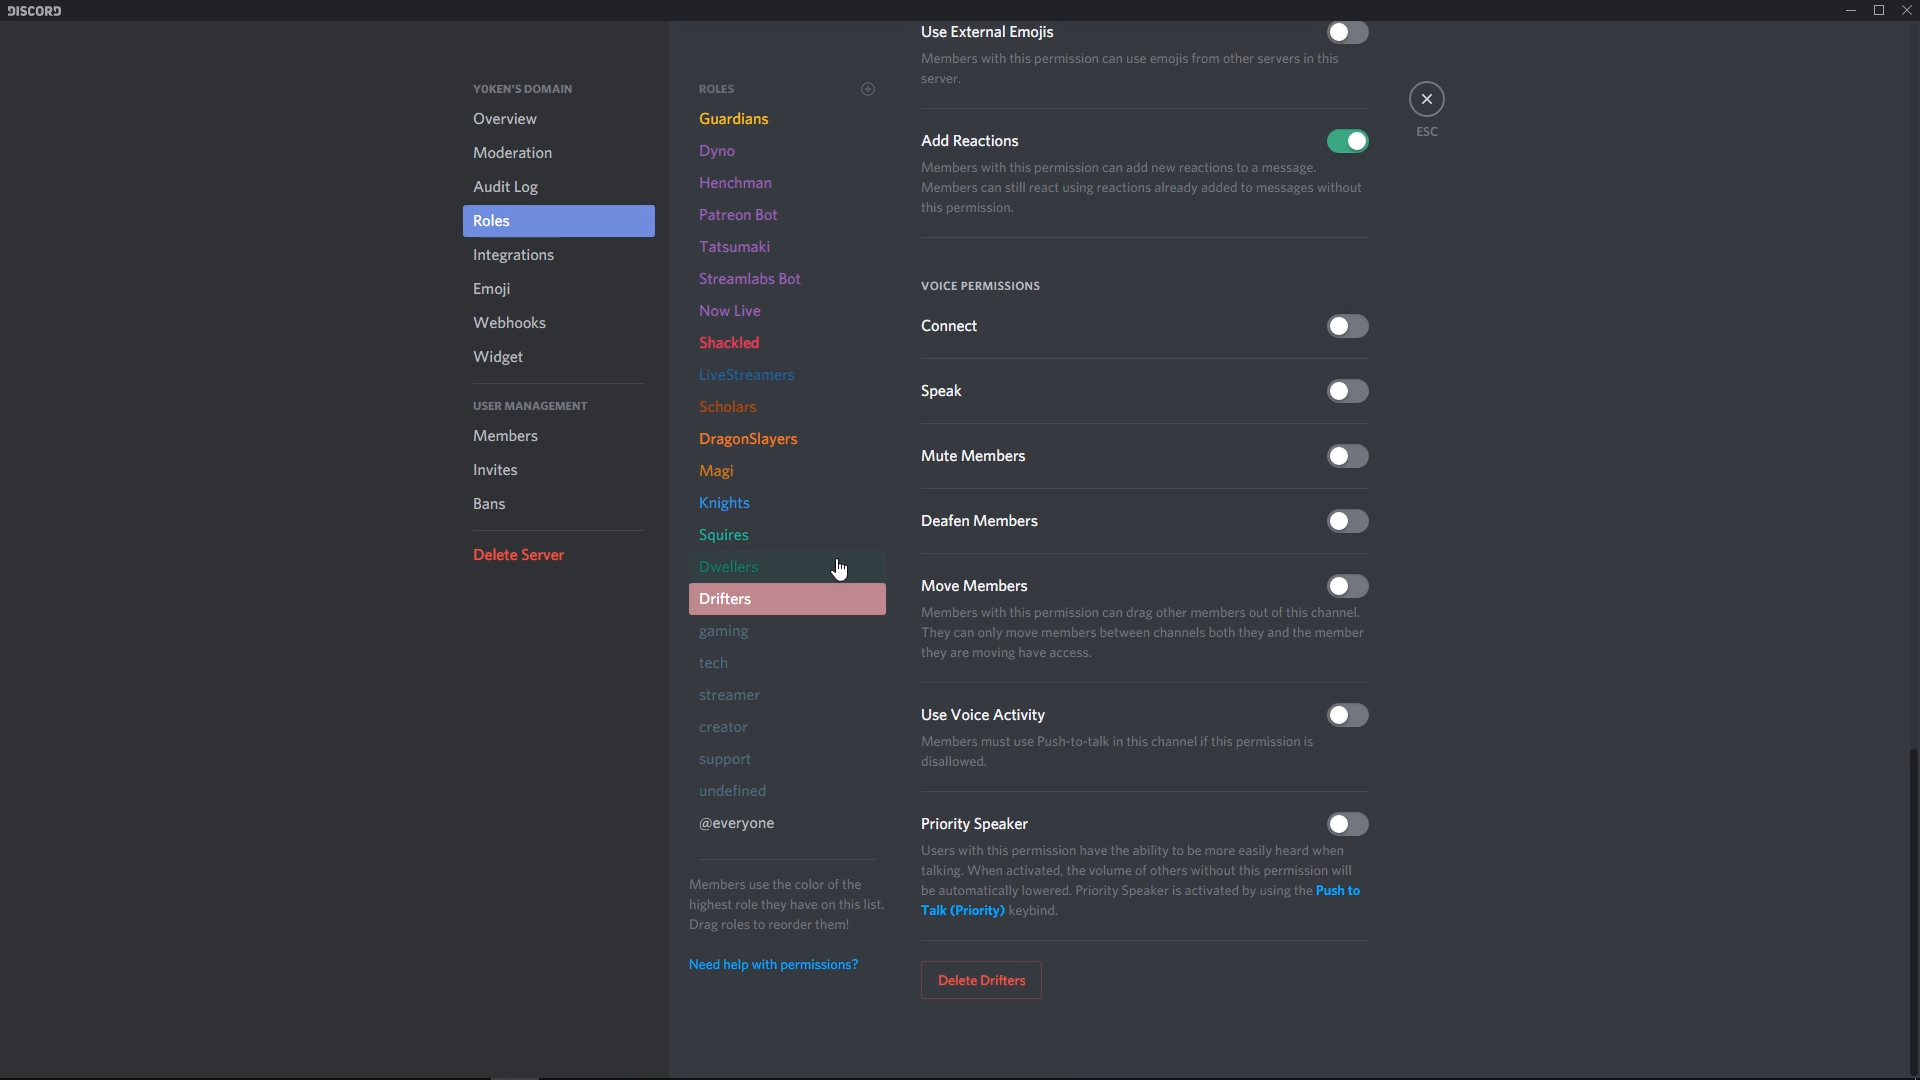 DISCORD
YOKEN'S DOMAIN
Overview
Moderation
Audit Log
Roles
Integrations
Emoji
Webhooks
Widget
USER MANAGEMENT
Members
Invites
Bans
Delete Server
ROLES
Guardians
Dyno
Henchman
Patreon Bot
Tatsumaki
Streamlabs Bot
Now Live
Shackled
LiveStreamers
Scholars
DragonSlayers
Magi
Knights
Squires
Dwellers
Drifters
gaming
tech
streamer
creator
support
undefined
@everyone
Members use the color of the
highest role they have on this list.
Drag roles to reorder them!
Need help with permissions?
Use External Emojis
Members with this permission can use emojis from other servers in this
server.
Add Reactions
Members with this permission can add new reactions to a message.
Members can still react using reactions already added to messages without
this permission.
VOICE PERMISSIONS
Connect
Speak
Mute Members
Deafen Members
Move Members
Members with this permission can drag other members out of this channel.
They can only move members between channels both they and the member
they are moving have access.
Use Voice Activity
Members must use Push-to-talk in this channel if this permission is
disallowed.
Priority Speaker
Users with this permission have the ability to be more easily heard when
talking. When activated, the volume of others without this permission will
be automatically lowered. Priority Speaker is activated by using the Push to
Talk (Priority) keybind.
Delete Drifters
ESC